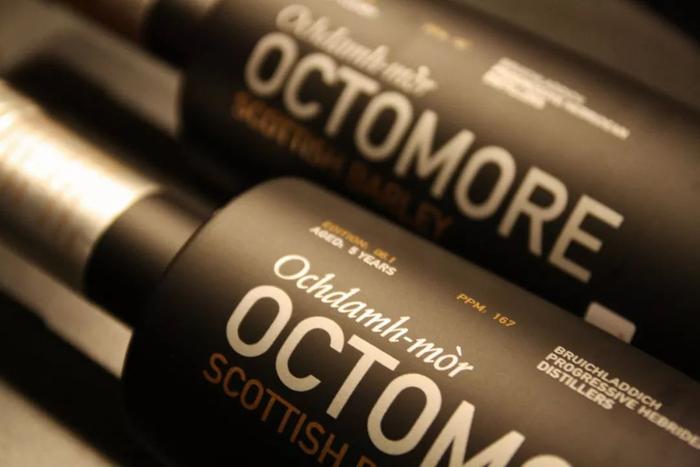 Ochdamh-mòr
OCTOMORE
SCOTTISH BARLEY
EDITION: 06.1
AGED: 5 YEARS
PPM. 167
Ochdamh-mòr
OCTOMO
SCOTTISH B
BRUICHLADDICH
PROGRESSIVE HEBRIDE
DISTILLERS